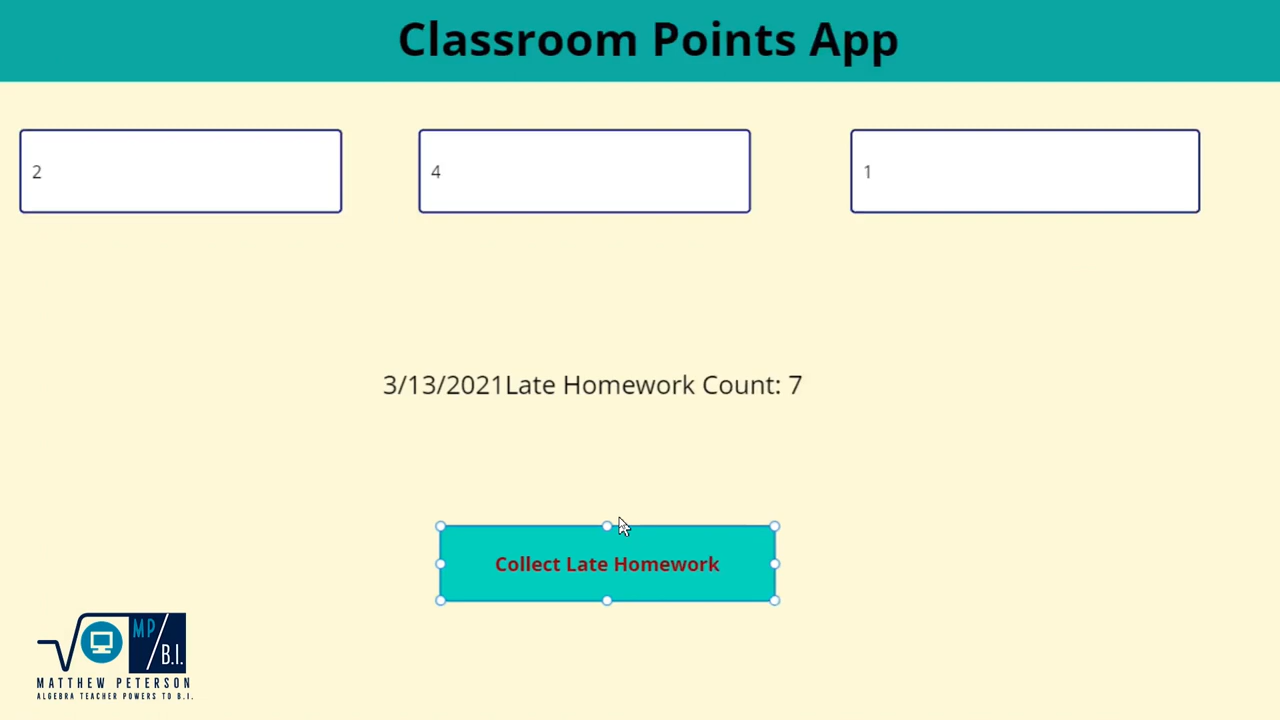 Classroom Points App
2
4
1
3/13/2021Late Homework Count: 7
Collect Late Homework
MP
/B.I.
MATTHEW PETERSON
ALGEBRA TEACHER POWERS TO B.I.